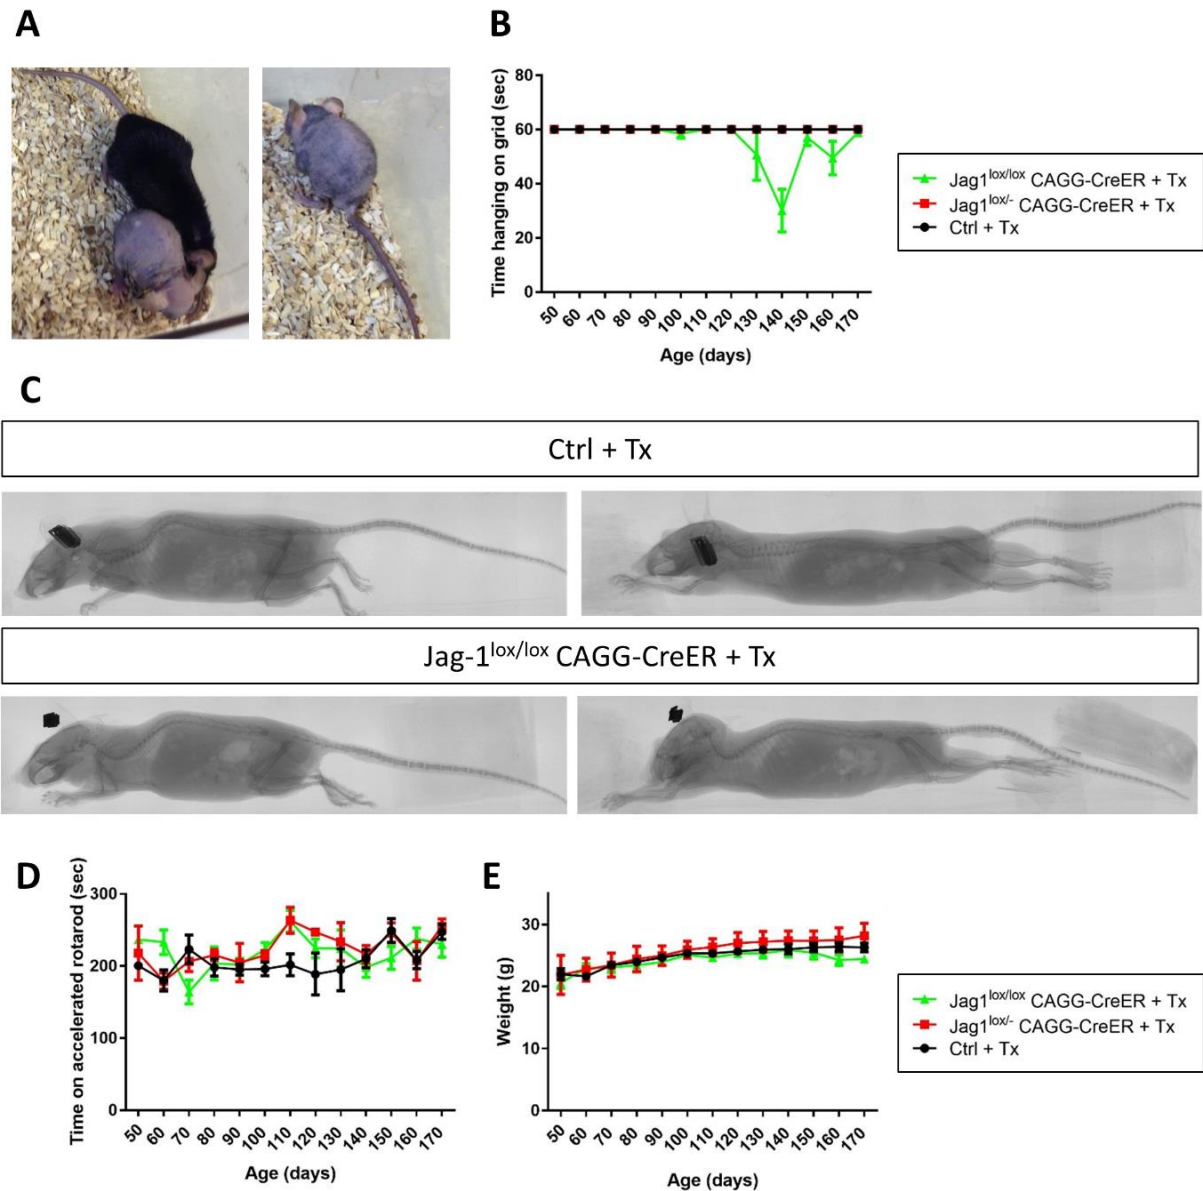 A
B
Time hanging on grid (sec)
80
60
40
20
0
50 60 70 80 90 100 110 120 130 140 150 160 170
Age (days)
Jag1lox/lox CAGG-CreER + Tx
Jag1lox/- CAGG-CreER + Tx
Ctrl + Tx
C
Ctrl + Tx
Jag-1lox/lox CAGG-CreER + Tx
D
Time on accelerated rotarod (sec)
300
200
100
0
50 60 70 80 90 100 110 120 130 140 150 160 170
Age (days)
E
Weight (g)
30
20
10
0
50 60 70 80 90 100 110 120 130 140 150 160 170
Age (days)
Jag1lox/lox CAGG-CreER + Tx
Jag1lox/- CAGG-CreER + Tx
Ctrl + Tx